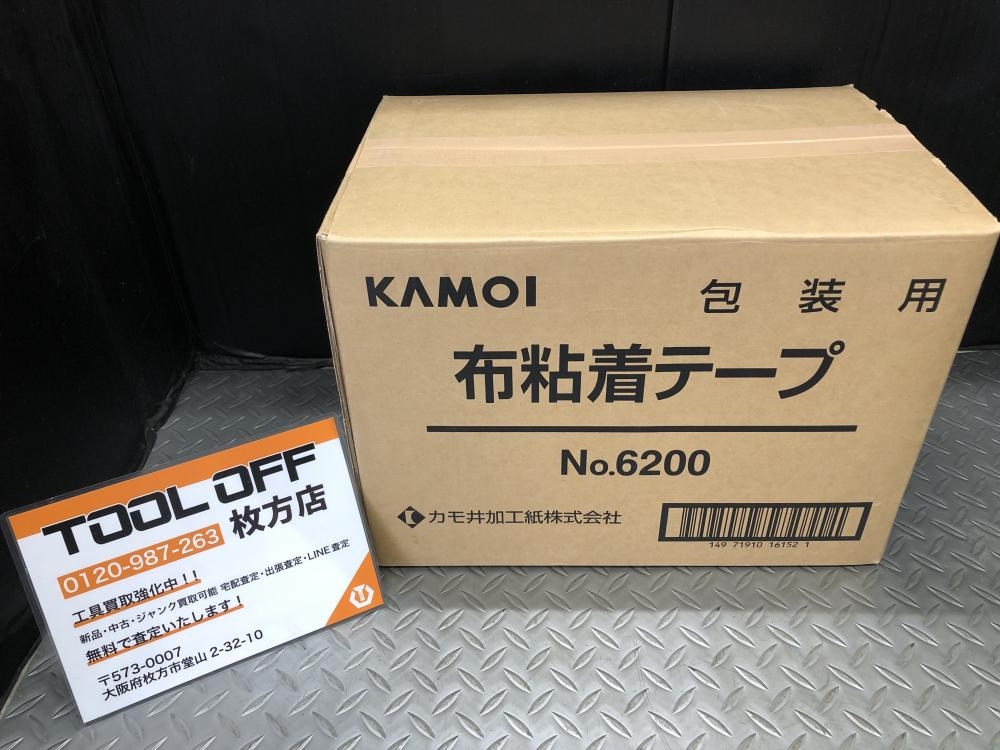 KAMOI
包装用
布粘着テープ
No.6200
カモ井加工紙株式会社
149 71910 16152 1
TOOL OFF
0120-987-263 枚方店
工具買取強化中!!
新品・中古・ジャンク買取可能 宅配査定・出張査定・LINE査定
無料で査定いたします!
〒573-0007
大阪府枚方市堂山 2-32-10